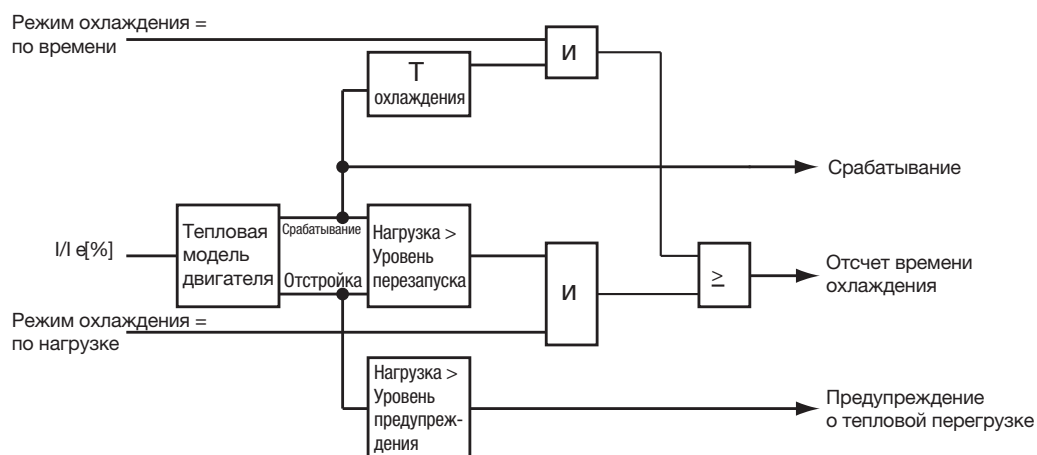 Режим охлаждения =
по времени
И
T
охлаждения
Срабатывание
I/I e[%]
Тепловая
модель
двигателя
Срабатывание
Отстройка
Нагрузка >
Уровень
перезапуска
И
≥
Отсчет времени
охлаждения
Режим охлаждения =
по нагрузке
Нагрузка >
Уровень
предупреж-
дения
Предупреждение
о тепловой перегрузке